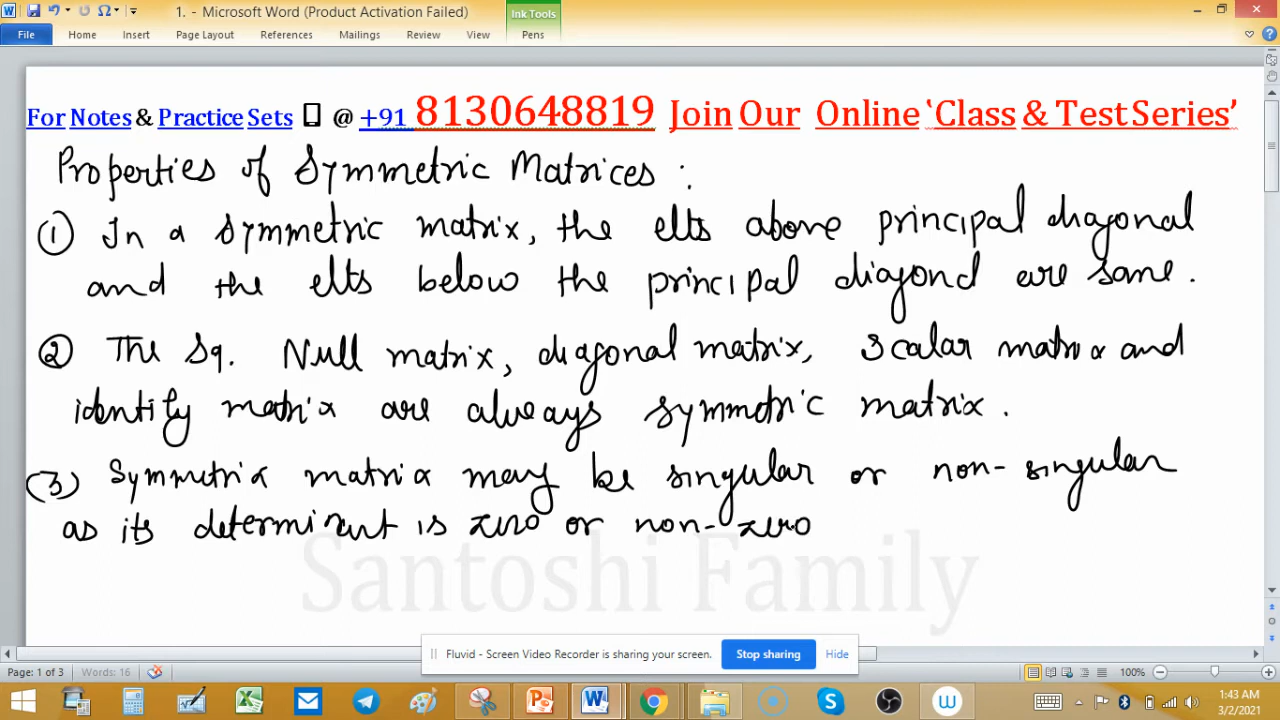 1. - Microsoft Word (Product Activation Failed)
Ink Tools
File Home Insert Page Layout References Mailings Review View Pens
For Notes & Practice Sets @ +91 8130648819 Join Our Online 'Class & Test Series'
Properties of Symmetric Matrices :
① In a symmetric matrix, the elts above principal diagonal
and the elts below the principal diagonal are same.
② The Sq. Null matrix, diagonal matrix, Scalar matrix and
identity matrix are always symmetric matrix.
(3) Symmetric matrix may be singular or non-singular
as its determinant is zero or non-zero
Santoshi Family
Fluvid - Screen Video Recorder is sharing your screen. Stop sharing Hide
Page: 1 of 3 Words: 16 100%
1:43 AM
3/2/2021